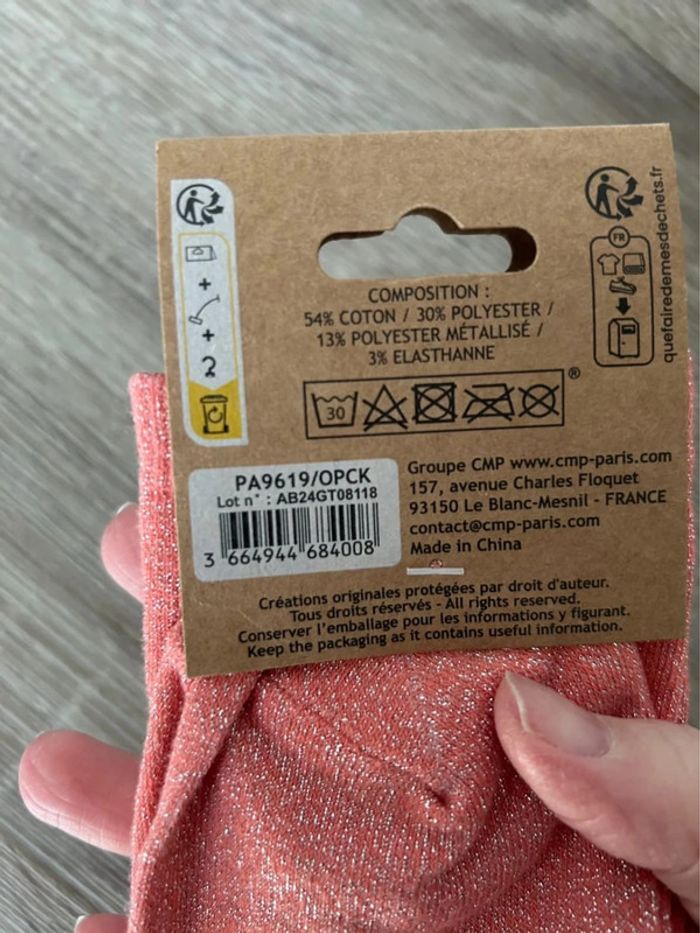 COMPOSITION :
54% COTON / 30% POLYESTER /
13% POLYESTER MÉTALLISÉ /
3% ELASTHANNE
30
®
FR
quefairedemesdechets.fr
+
+
PA9619/OPCK
Lot n° : AB24GT08118
3 664944 684008
Groupe CMP www.cmp-paris.com
157, avenue Charles Floquet
93150 Le Blanc-Mesnil - FRANCE
contact@cmp-paris.com
Made in China
Créations originales protégées par droit d'auteur.
Tous droits réservés - All rights reserved.
Conserver l'emballage pour les informations y figurant.
Keep the packaging as it contains useful information.